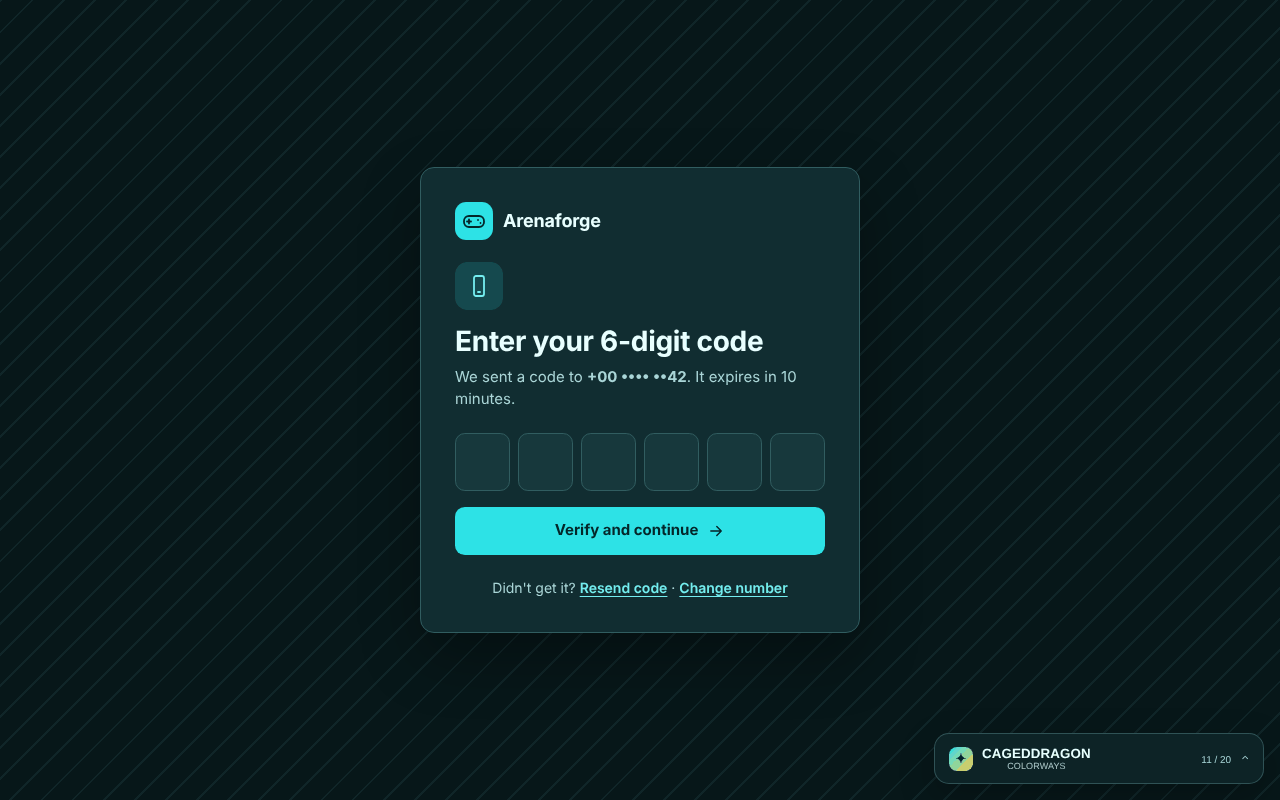 Arenaforge
Enter your 6-digit code
We sent a code to +00 •••• ••42. It expires in 10
minutes.
Verify and continue →
Didn't get it? Resend code · Change number
CAGEDDRAGON
COLORWAYS
11 / 20